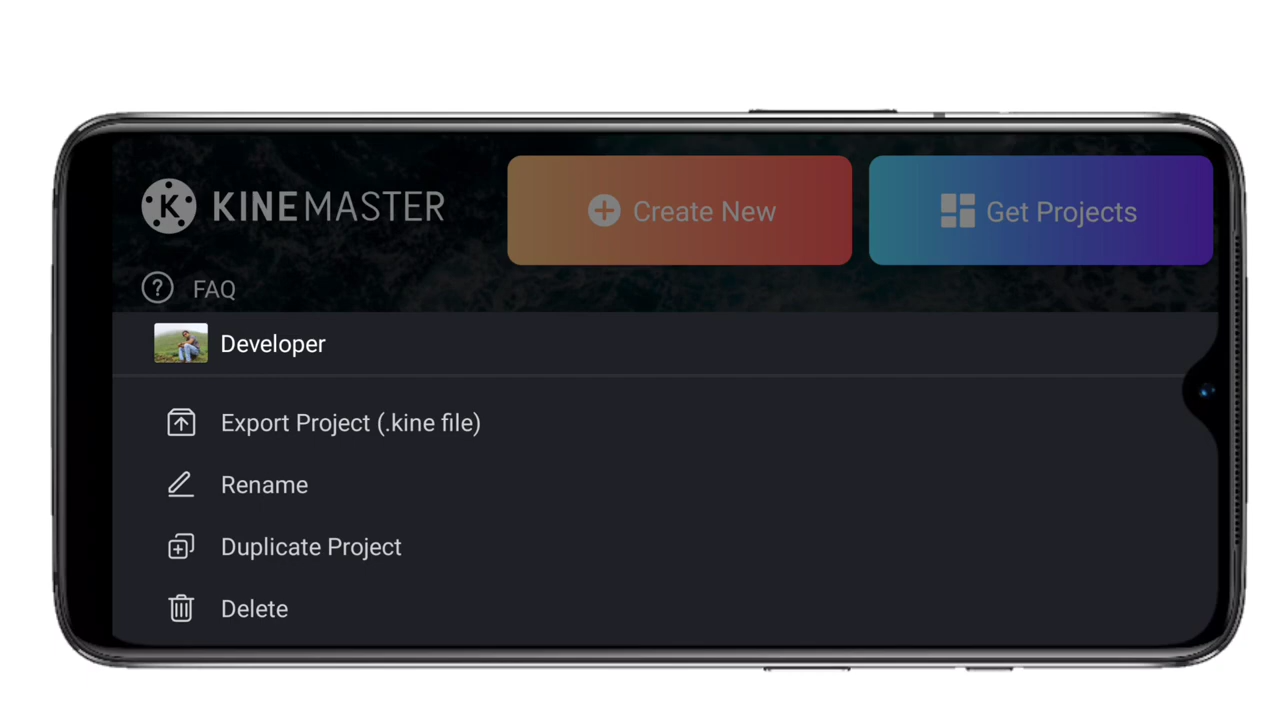 KINEMASTER
Create New
Get Projects
FAQ
Developer
Export Project (.kine file)
Rename
Duplicate Project
Delete